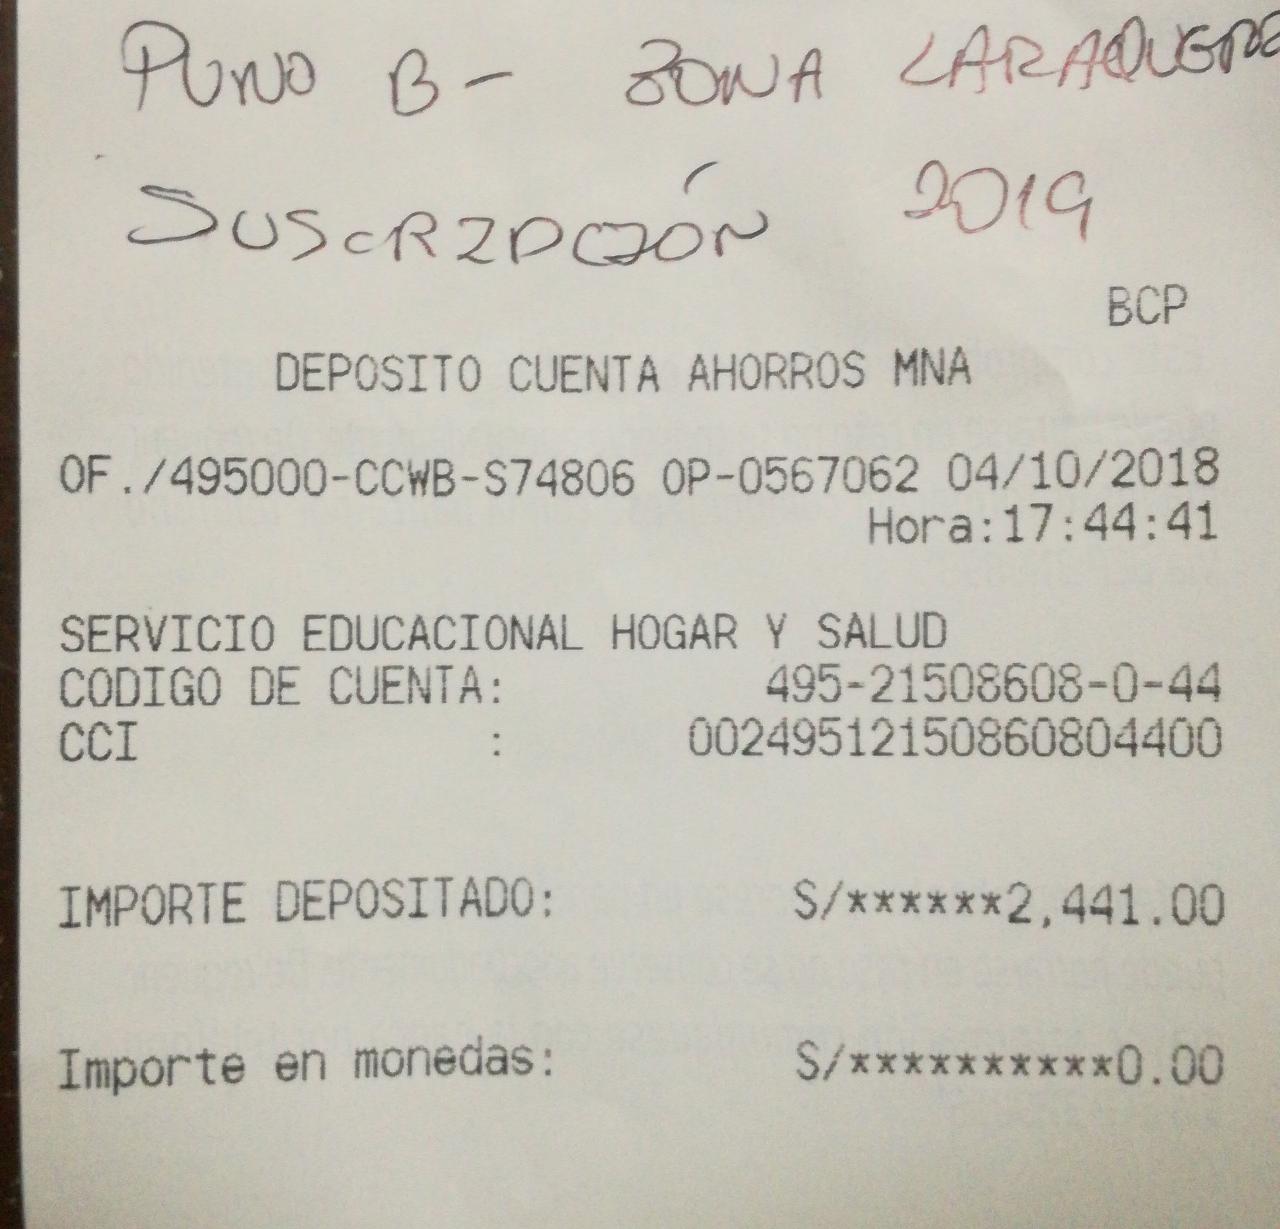 PUNO B - ZONA LARAQUERE
SUSCRIPCIÓN 2019
BCP
DEPOSITO CUENTA AHORROS MNA
OF./495000-CCWB-S74806 OP-0567062 04/10/2018
Hora:17:44:41
SERVICIO EDUCACIONAL HOGAR Y SALUD
CODIGO DE CUENTA: 495-21508608-0-44
CCI : 00249512150860804400
IMPORTE DEPOSITADO: S/******2,441.00
Importe en monedas: S/**********0.00